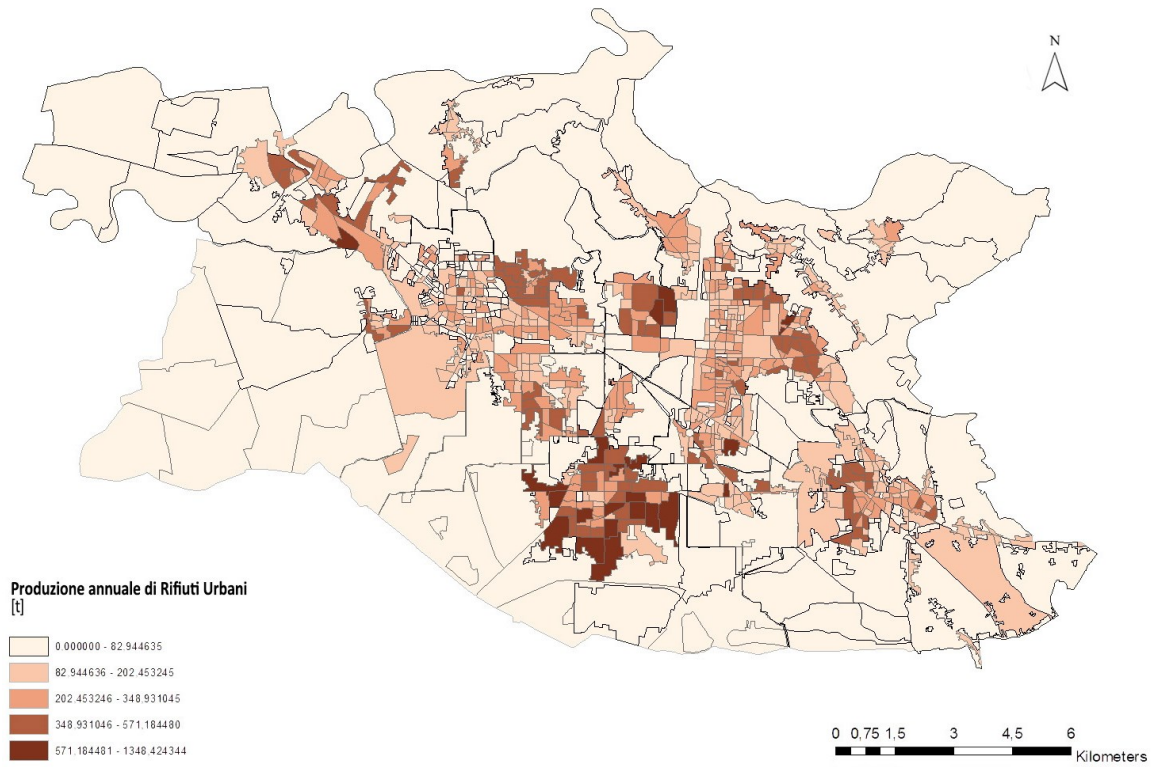 N
Produzione annuale di Rifiuti Urbani
[t]
0.000000 - 82.944635
82.944636 - 202.453245
202.453246 - 348.931045
348.931046 - 571.184480
571.184481 - 1348.424344
0 0,75 1,5 3 4,5 6
Kilometers